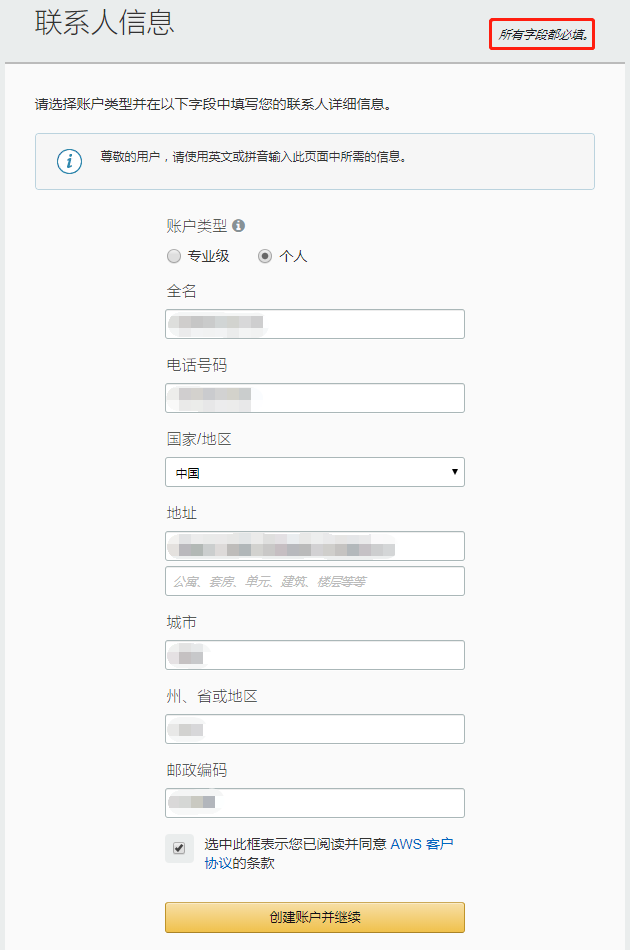 联系人信息
所有字段都必填。
请选择账户类型并在以下字段中填写您的联系人详细信息。
尊敬的用户，请使用英文或拼音输入此页面中所需的信息。
账户类型
专业级 个人
全名
电话号码
国家/地区
中国
地址
公寓、套房、单元、建筑、楼层等等
城市
州、省或地区
邮政编码
选中此框表示您已阅读并同意 AWS 客户
协议的条款
创建账户并继续